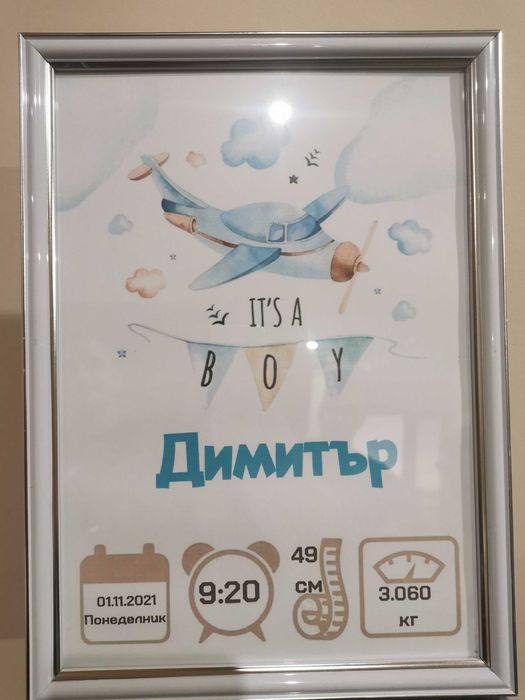 IT'S A
BOY
Димитър
01.11.2021
Понеделник
9:20
49
см
3.060
кг